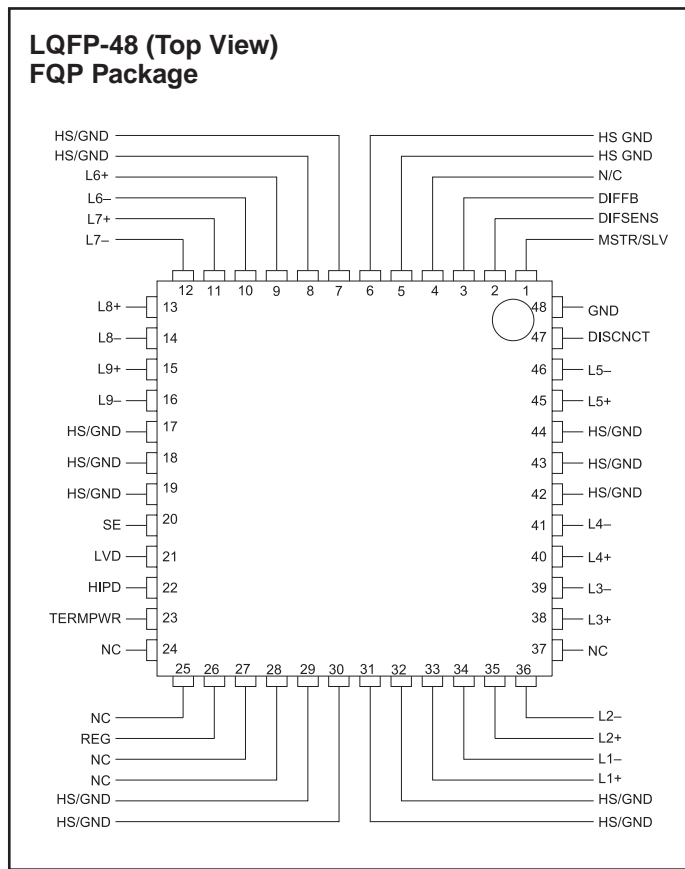 LQFP-48 (Top View)
FQP Package
HS/GND
HS/GND
L6+
L6–
L7+
L7–
HS GND
HS GND
N/C
DIFFB
DIFSENS
MSTR/SLV
12 11 10 9 8 7 6 5 4 3 2 1
L8+ 13
L8– 14
L9+ 15
L9– 16
HS/GND 17
HS/GND 18
HS/GND 19
SE 20
LVD 21
HIPD 22
TERMPWR 23
NC 24
48 GND
47 DISCNCT
46 L5–
45 L5+
44 HS/GND
43 HS/GND
42 HS/GND
41 L4–
40 L4+
39 L3–
38 L3+
37 NC
25 26 27 28 29 30 31 32 33 34 35 36
NC
REG
NC
NC
HS/GND
HS/GND
L2–
L2+
L1–
L1+
HS/GND
HS/GND